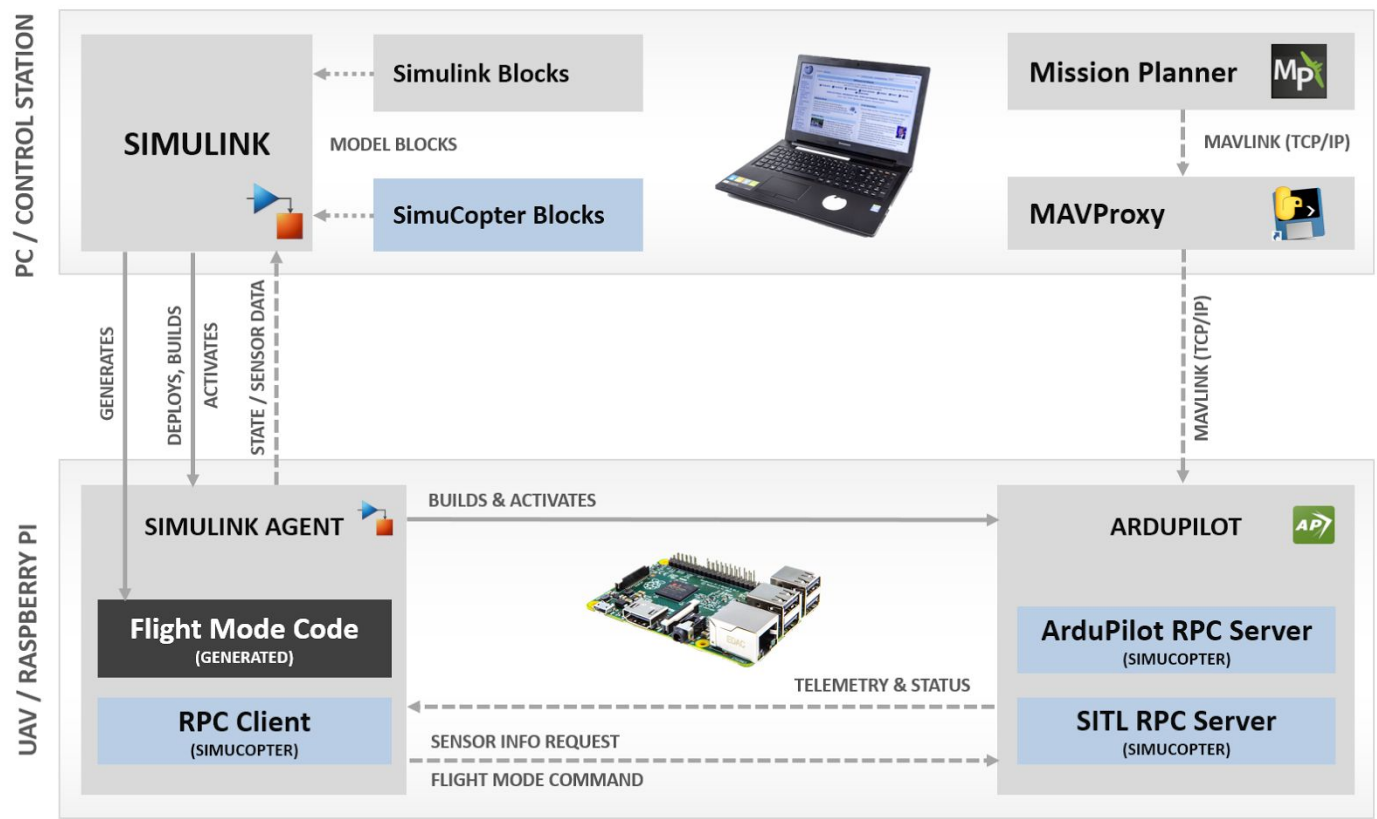 PC / CONTROL STATION
SIMULINK
Simulink Blocks
MODEL BLOCKS
SimuCopter Blocks
Mission Planner
MP
MAVLINK (TCP/IP)
MAVProxy
GENERATES
DEPLOYS, BUILDS
ACTIVATES
STATE / SENSOR DATA
MAVLINK (TCP/IP)
UAV / RASPBERRY PI
SIMULINK AGENT
BUILDS & ACTIVATES
ARDUPILOT
AP
Flight Mode Code
(GENERATED)
RPC Client
(SIMUCOPTER)
TELEMETRY & STATUS
SENSOR INFO REQUEST
FLIGHT MODE COMMAND
ArduPilot RPC Server
(SIMUCOPTER)
SITL RPC Server
(SIMUCOPTER)